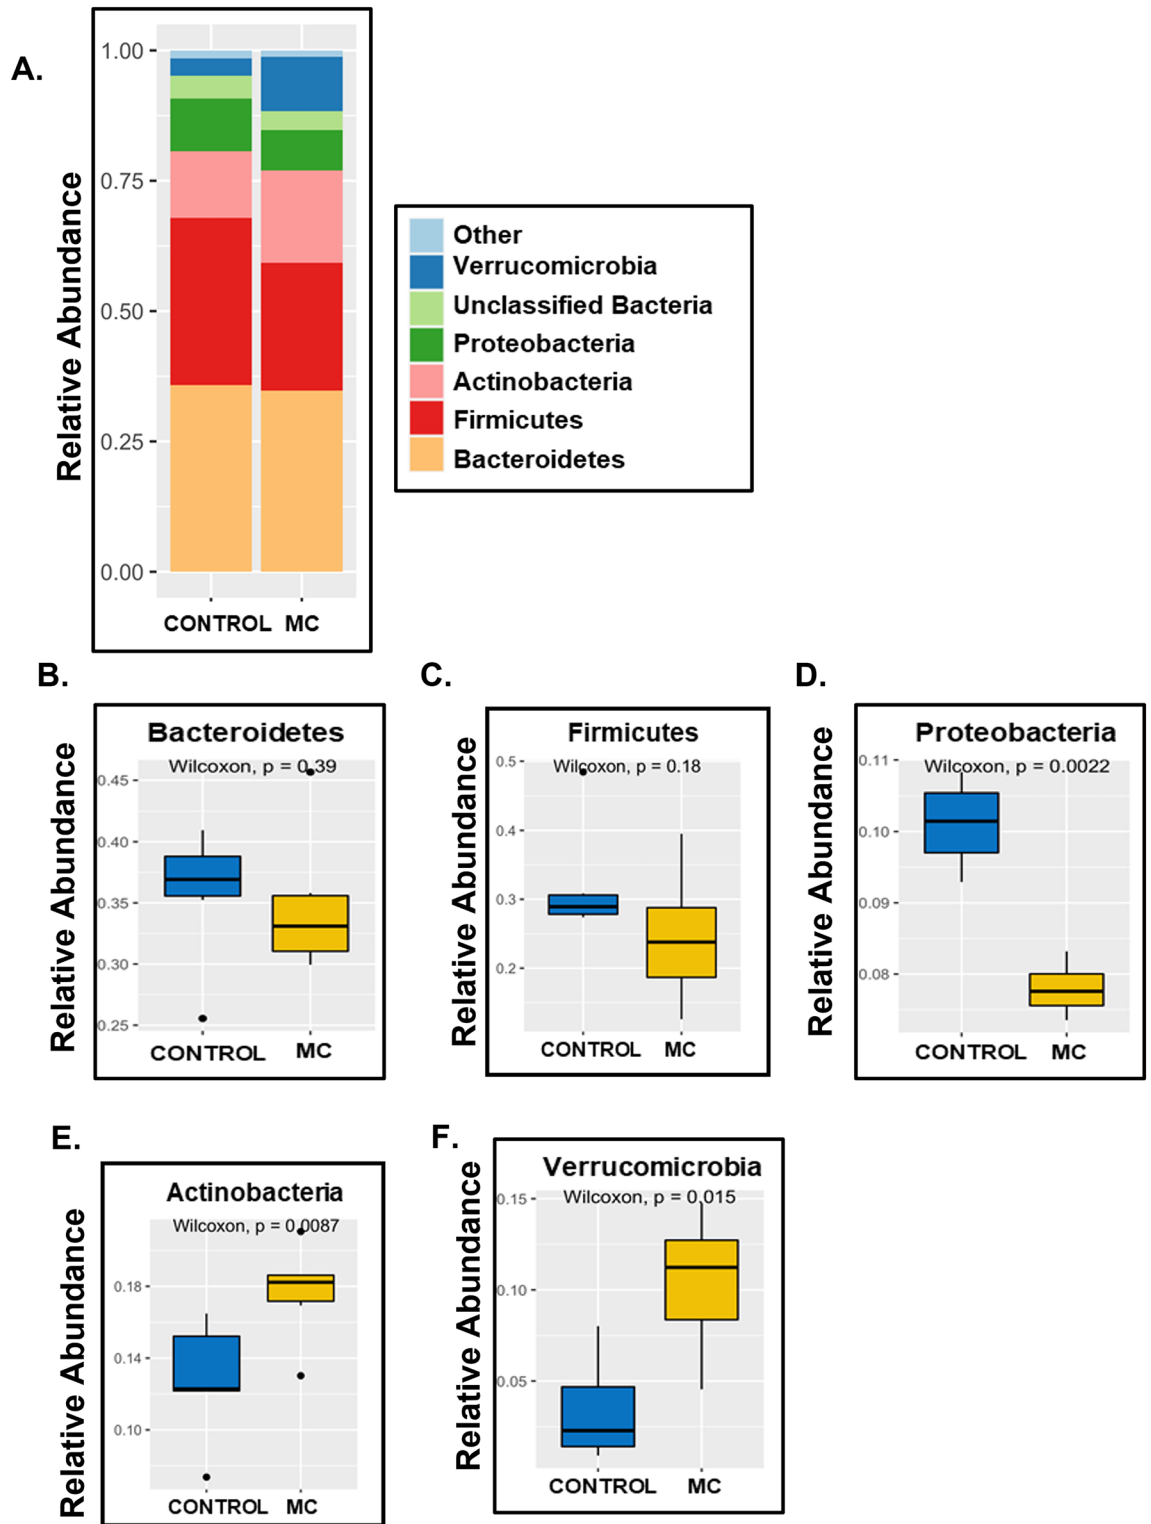 A.
Relative Abundance
1.00
0.75
0.50
0.25
0.00
CONTROL MC
Other
Verrucomicrobia
Unclassified Bacteria
Proteobacteria
Actinobacteria
Firmicutes
Bacteroidetes
B.
Bacteroidetes
Wilcoxon, p = 0.39
Relative Abundance
0.45
0.40
0.35
0.30
0.25
CONTROL MC
C.
Firmicutes
Wilcoxon, p = 0.18
Relative Abundance
0.5
0.4
0.3
0.2
CONTROL MC
D.
Proteobacteria
Wilcoxon, p = 0.0022
Relative Abundance
0.11
0.10
0.09
0.08
CONTROL MC
E.
Actinobacteria
Wilcoxon, p = 0.0087
Relative Abundance
0.18
0.14
0.10
CONTROL MC
F.
Verrucomicrobia
Wilcoxon, p = 0.015
Relative Abundance
0.15
0.10
0.05
CONTROL MC